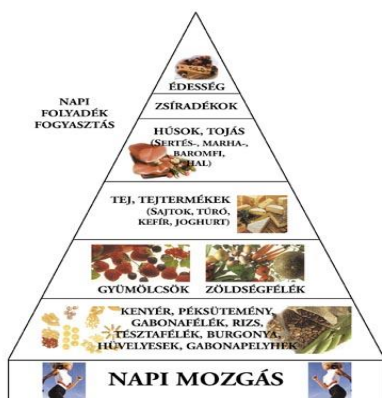 ÉDESSÉG
ZSÍRADÉKOK
NAPI
FOLYADÉK
FOGYASZTÁS
HÚSOK, TOJÁS
(SERTÉS-, MARHA-,
BAROMFI,
HAL)
TEJ, TEJTERMÉKEK
(SAJTOK, TÚRÓ,
KEFÍR, JOGHURT)
GYÜMÖLCSÖK
ZÖLDSÉGFÉLÉK
KENYÉR, PÉKSÜTEMÉNY,
GABONAFÉLÉK, RIZS,
TÉSZTAFÉLÉK, BURGONYA,
HÜVELYESEK, GABONAPELYHEK
NAPI MOZGÁS